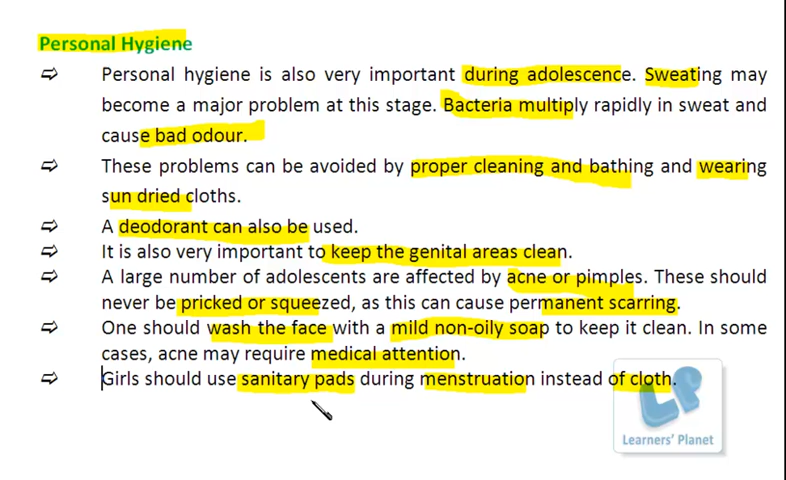 Personal Hygiene
⇨ Personal hygiene is also very important during adolescence. Sweating may
become a major problem at this stage. Bacteria multiply rapidly in sweat and
cause bad odour.
⇨ These problems can be avoided by proper cleaning and bathing and wearing
sun dried cloths.
⇨ A deodorant can also be used.
⇨ It is also very important to keep the genital areas clean.
⇨ A large number of adolescents are affected by acne or pimples. These should
never be pricked or squeezed, as this can cause permanent scarring.
⇨ One should wash the face with a mild non-oily soap to keep it clean. In some
cases, acne may require medical attention.
⇨ Girls should use sanitary pads during menstruation instead of cloth.
LP
Learners' Planet